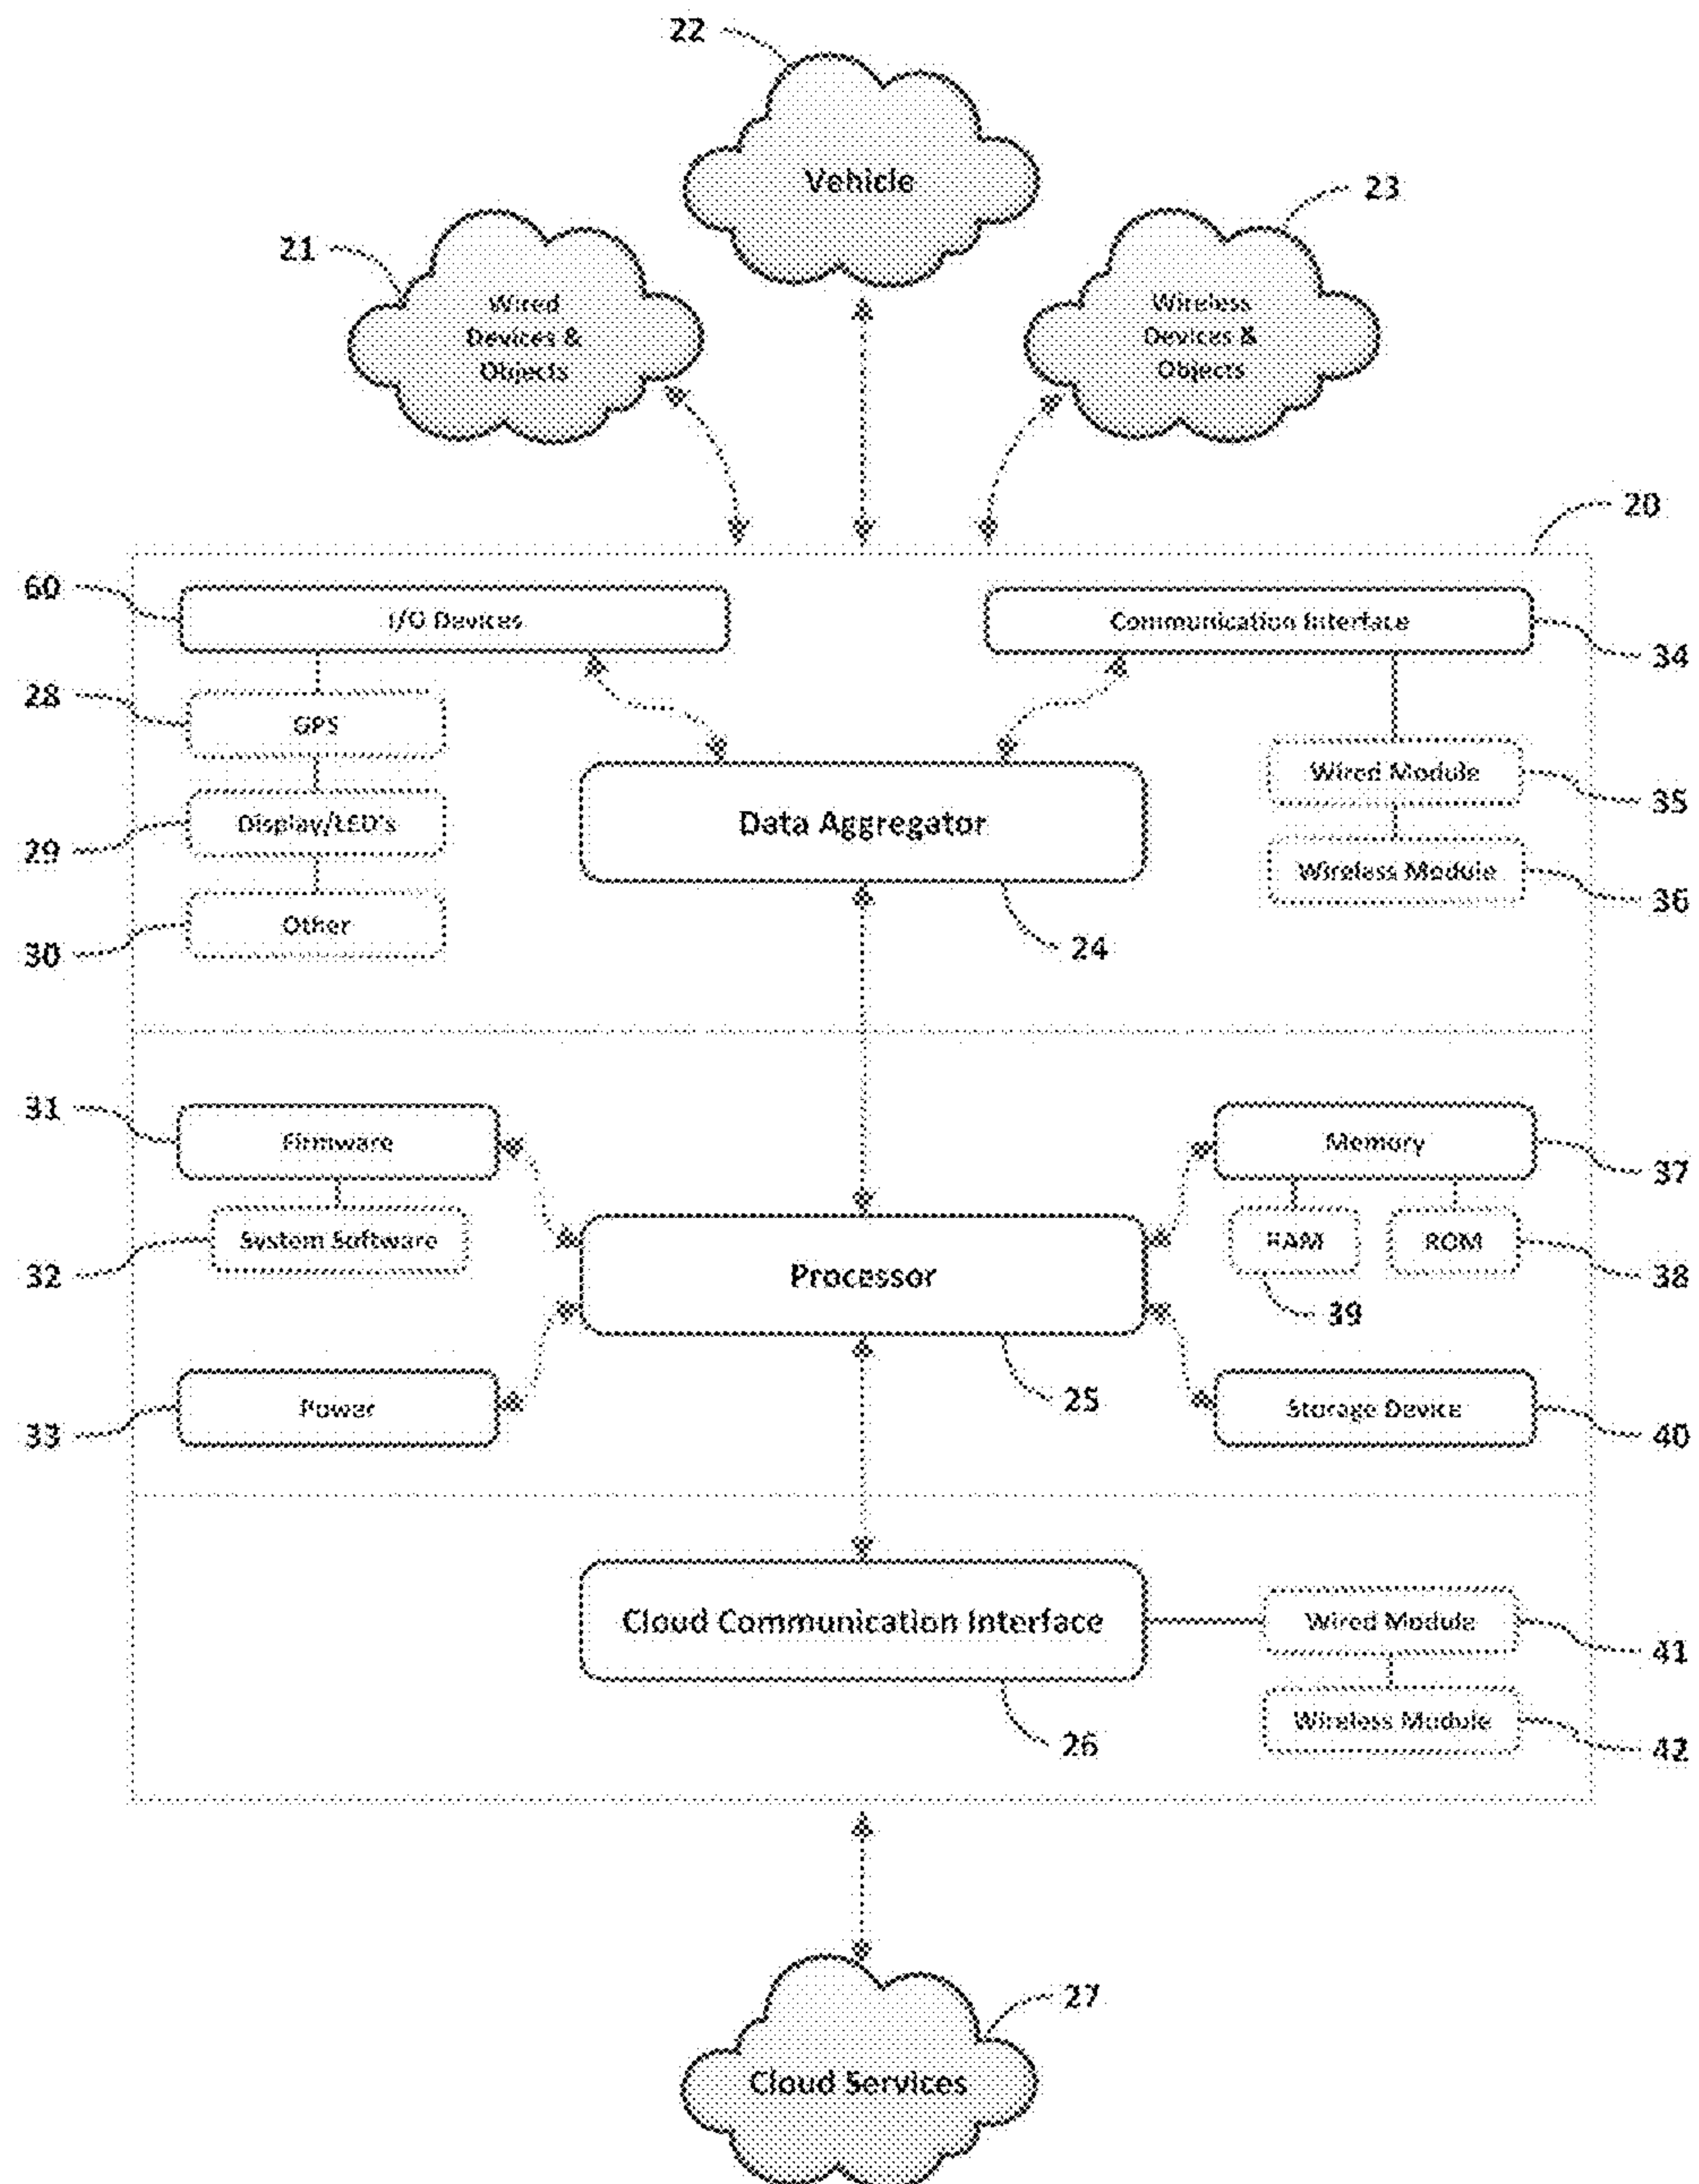 22
Vehicle
23
21
Wired
Devices &
Objects
Wireless
Devices &
Objects
20
60
I/O Devices
Communication Interface
34
28
GPS
Wired Module
35
Display/LED's
29
Data Aggregator
Wireless Module
36
Other
30
24
31
Firmware
Memory
37
System Software
32
RAM
ROM
38
39
Processor
25
Power
33
Storage Device
40
Cloud Communication Interface
Wired Module
41
26
Wireless Module
42
27
Cloud Services